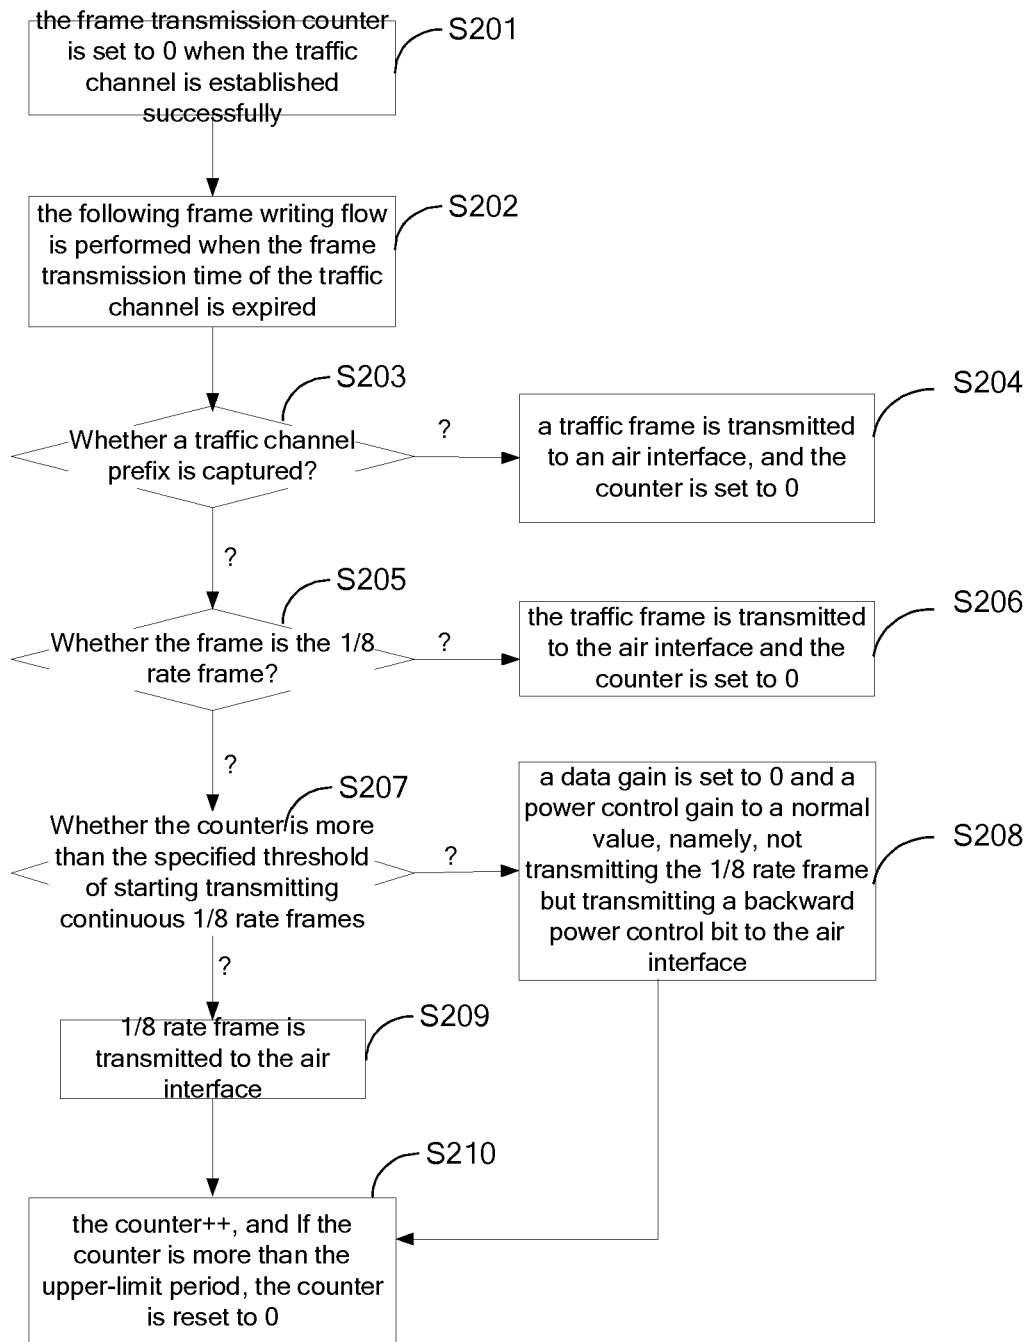 the frame transmission counter
is set to 0 when the traffic
channel is established
successfully
S201
the following frame writing flow
is performed when the frame
transmission time of the traffic
channel is expired
S202
S203
Whether a traffic channel
prefix is captured?
?
S204
a traffic frame is transmitted
to an air interface, and the
counter is set to 0
?
S205
Whether the frame is the 1/8
rate frame?
?
S206
the traffic frame is transmitted
to the air interface and the
counter is set to 0
?
S207
Whether the counter is more
than the specified threshold
of starting transmitting
continuous 1/8 rate frames
?
a data gain is set to 0 and a
power control gain to a normal
value, namely, not
transmitting the 1/8 rate frame
but transmitting a backward
power control bit to the air
interface
S208
?
S209
1/8 rate frame is
transmitted to the air
interface
S210
the counter++, and If the
counter is more than the
upper-limit period, the counter
is reset to 0